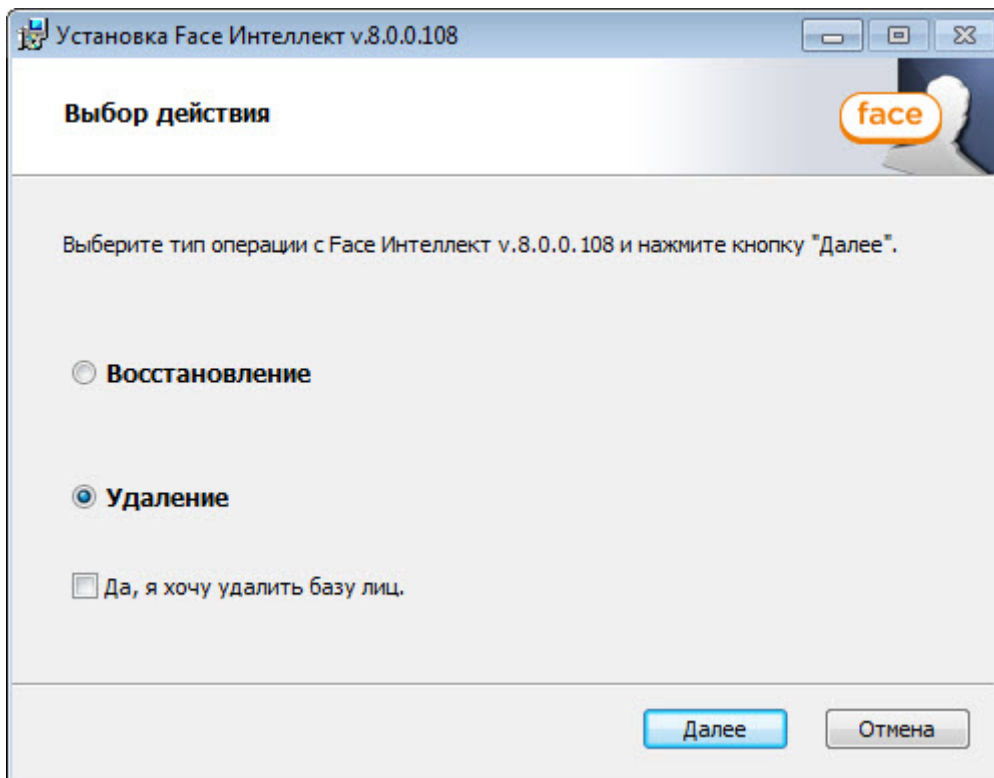 Установка Face Интеллект v.8.0.0.108
Выбор действия
face
Выберите тип операции с Face Интеллект v.8.0.0.108 и нажмите кнопку "Далее".
Восстановление
Удаление
Да, я хочу удалить базу лиц.
Далее
Отмена